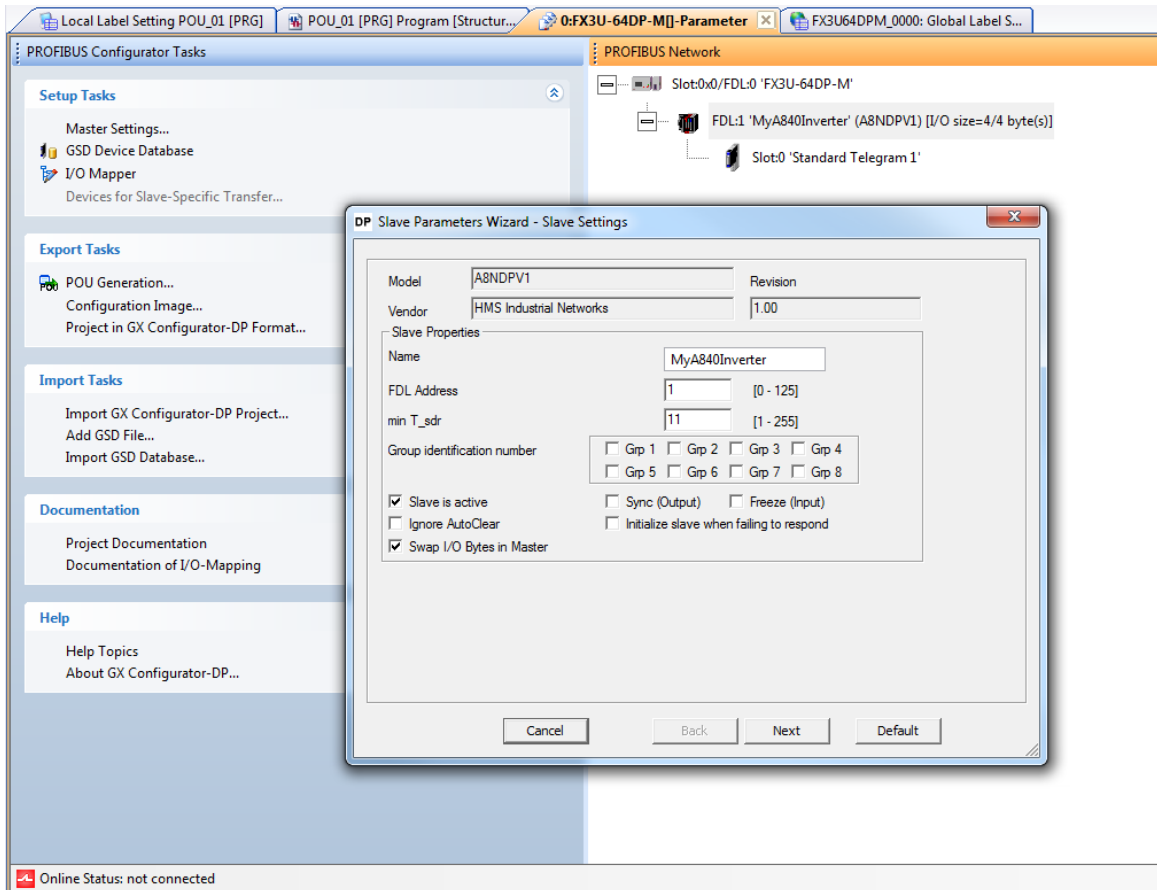 Local Label Setting POU_01 [PRG]
POU_01 [PRG] Program [Structur...
0:FX3U-64DP-M[]-Parameter
FX3U64DPM_0000: Global Label S...
PROFIBUS Configurator Tasks
Setup Tasks
Master Settings...
GSD Device Database
I/O Mapper
Devices for Slave-Specific Transfer...
Export Tasks
POU Generation...
Configuration Image...
Project in GX Configurator-DP Format...
Import Tasks
Import GX Configurator-DP Project...
Add GSD File...
Import GSD Database...
Documentation
Project Documentation
Documentation of I/O-Mapping
Help
Help Topics
About GX Configurator-DP...
PROFIBUS Network
Slot:0x0/FDL:0 'FX3U-64DP-M'
FDL:1 'MyA840Inverter' (A8NDPV1) [I/O size=4/4 byte(s)]
Slot:0 'Standard Telegram 1'
DP Slave Parameters Wizard - Slave Settings
Model A8NDPV1 Revision
Vendor HMS Industrial Networks 1.00
Slave Properties
Name MyA840Inverter
FDL Address 1 [0 - 125]
min T_sdr 11 [1 - 255]
Group identification number Grp 1 Grp 2 Grp 3 Grp 4
Grp 5 Grp 6 Grp 7 Grp 8
Slave is active Sync (Output) Freeze (Input)
Ignore AutoClear Initialize slave when failing to respond
Swap I/O Bytes in Master
Cancel Back Next Default
Online Status: not connected